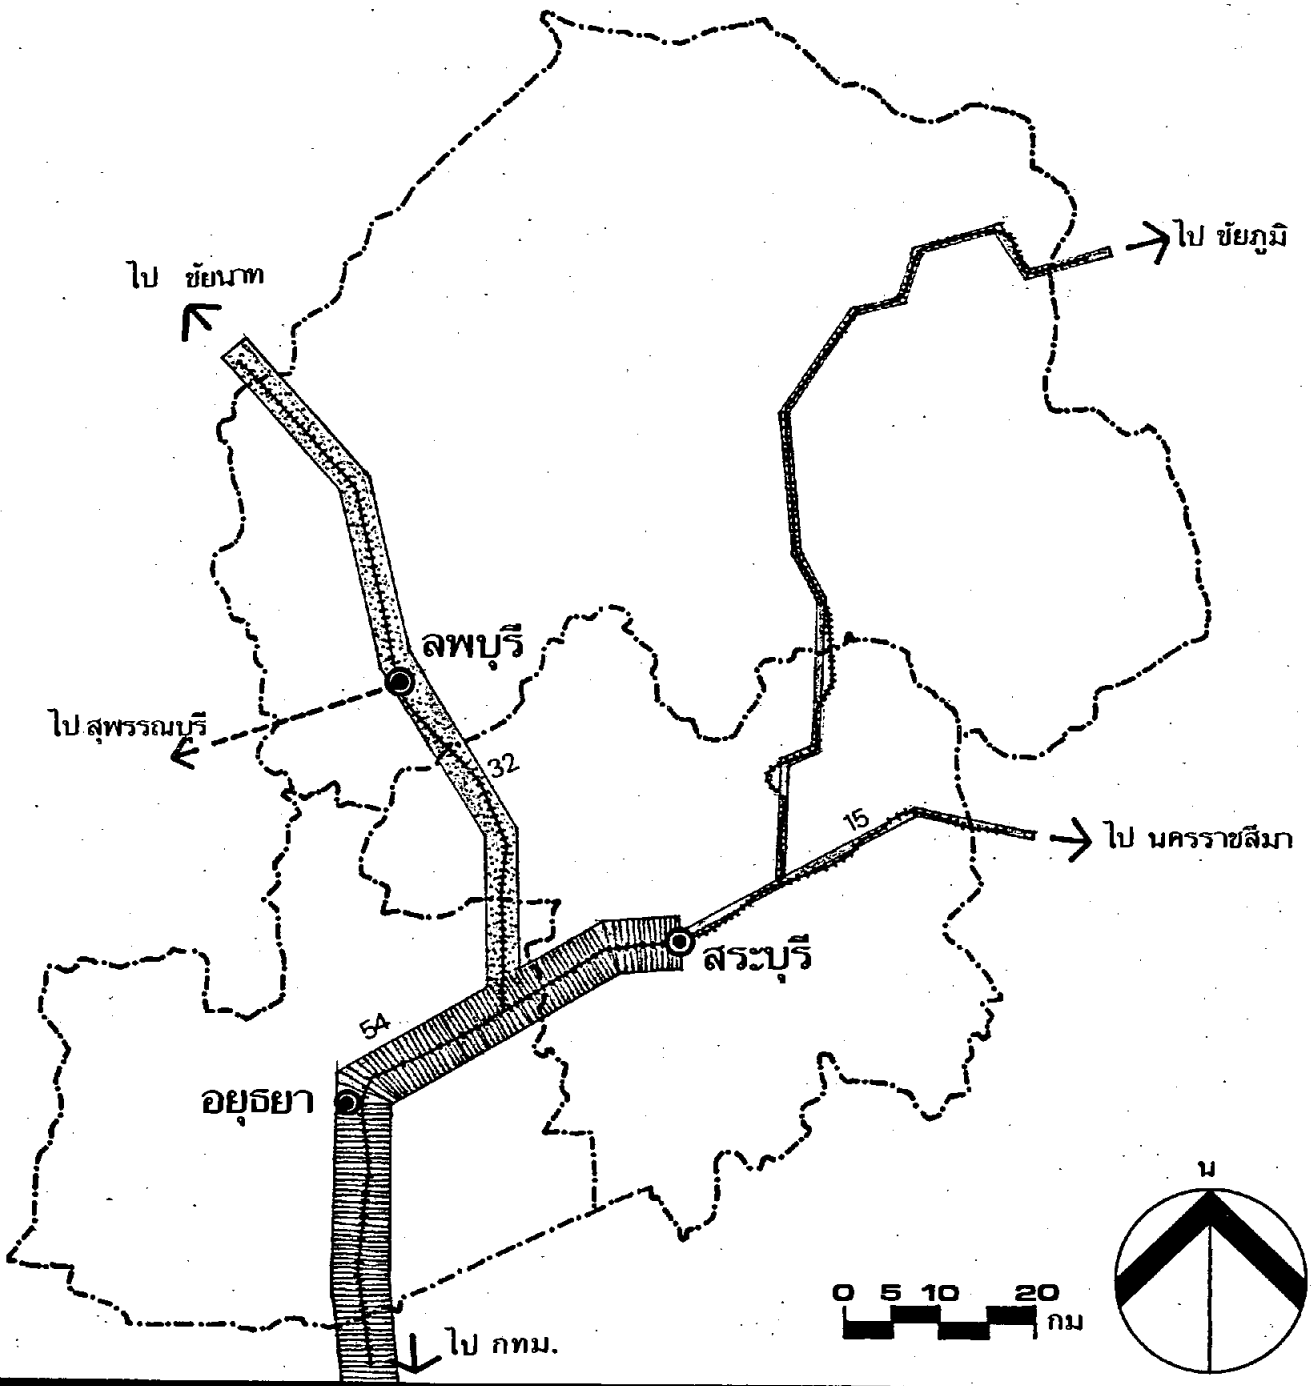 ไป ชัยภูมิ
ไป ชัยนาท
ลพบุรี
ไป สุพรรณบุรี
32
15
ไป นครราชสีมา
สระบุรี
54
อยุธยา
น
0 5 10 20
กม
ไป กทม.